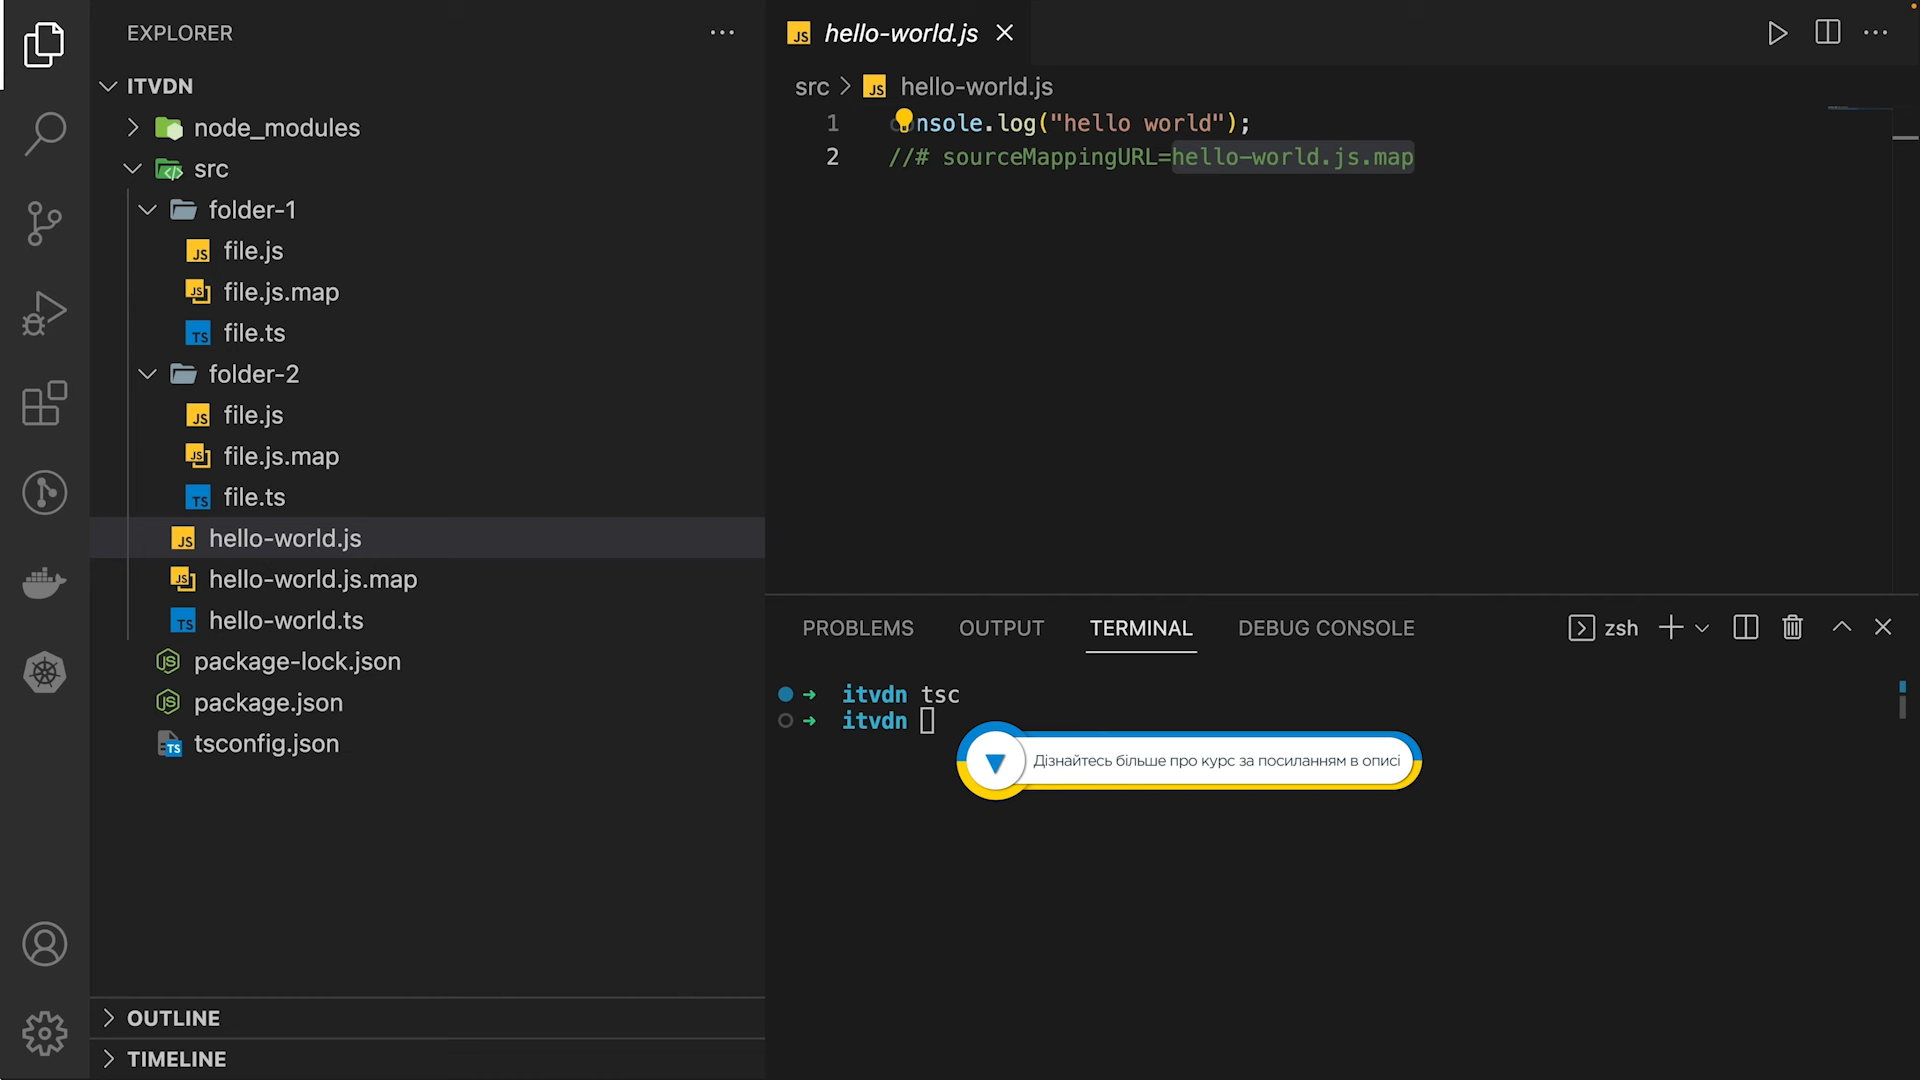 EXPLORER
ITVDN
node_modules
src
folder-1
file.js
file.js.map
file.ts
folder-2
file.js
file.js.map
file.ts
hello-world.js
hello-world.js.map
hello-world.ts
package-lock.json
package.json
tsconfig.json
OUTLINE
TIMELINE
hello-world.js
src > hello-world.js
1 console.log("hello world");
2 //# sourceMappingURL=hello-world.js.map
PROBLEMS OUTPUT TERMINAL DEBUG CONSOLE zsh
→ itvdn tsc
→ itvdn
Дізнайтесь більше про курс за посиланням в описі